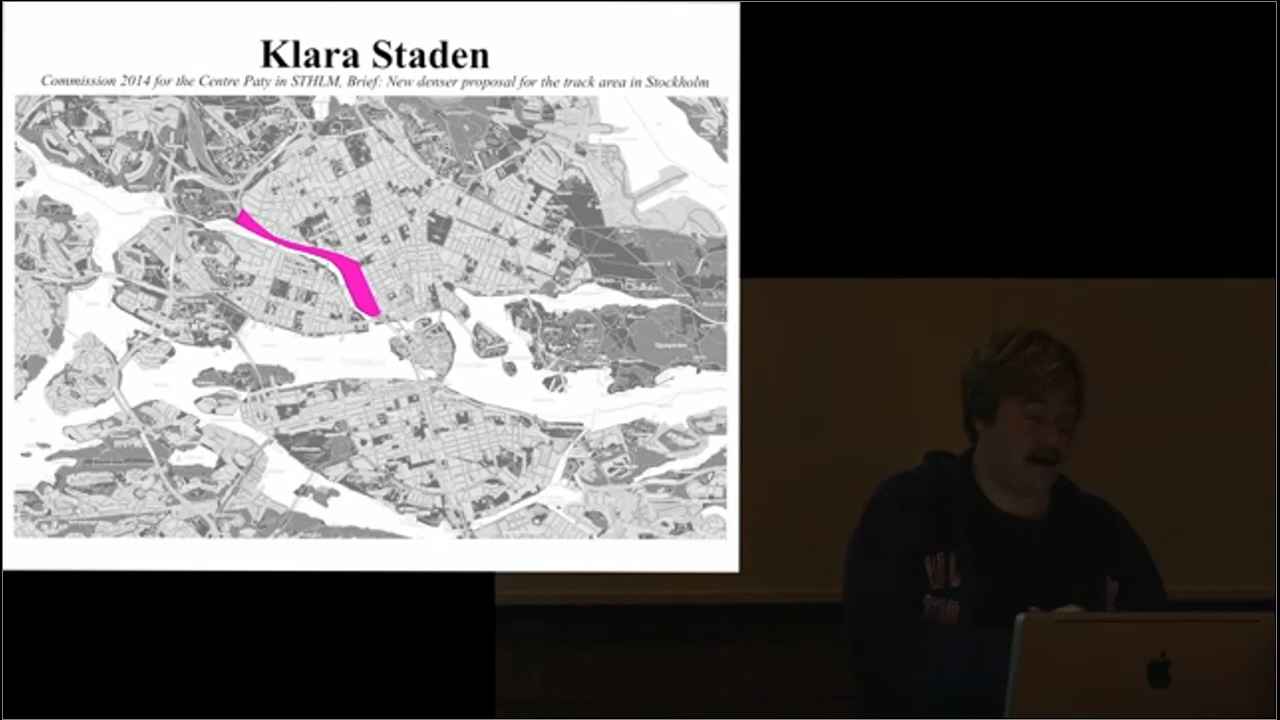 Klara Staden
Commission 2014 for the Centre Paty in STHLM, Brief: New denser proposal for the track area in Stockholm